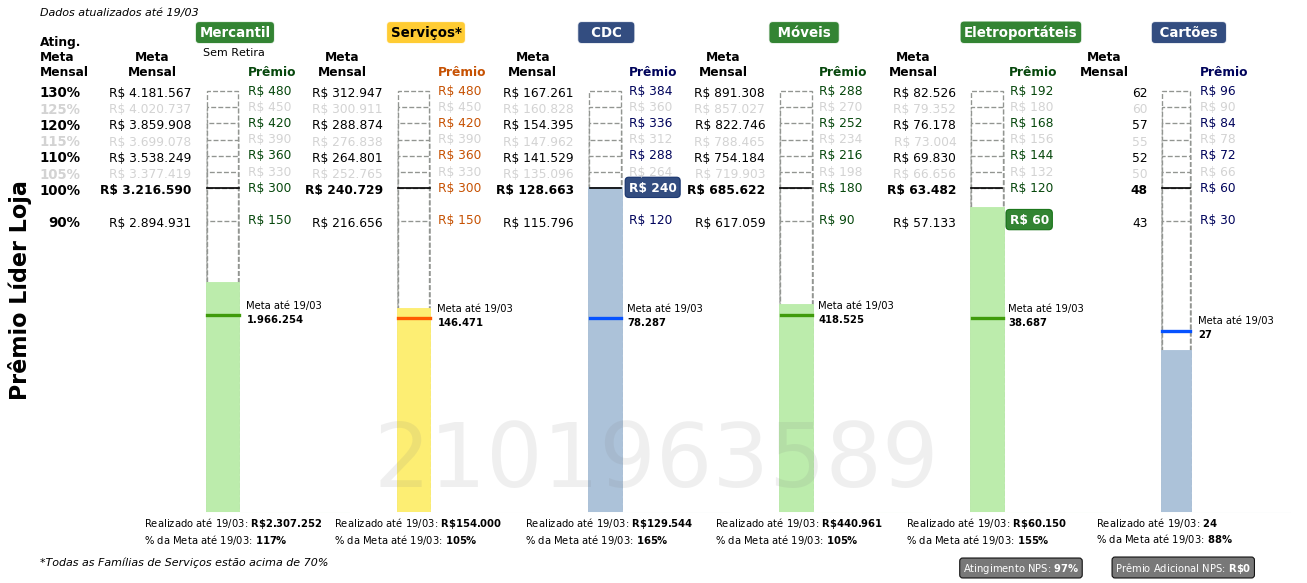 Dados atualizados até 19/03
Mercantil Serviços* CDC Móveis Eletroportáteis Cartões
Sem Retira
Ating. Meta Mensal Meta Mensal Prêmio Meta Mensal Prêmio Meta Mensal Prêmio Meta Mensal Prêmio Meta Mensal Prêmio Meta Mensal Prêmio
130% R$ 4.181.567 R$ 480 R$ 312.947 R$ 480 R$ 167.261 R$ 384 R$ 891.308 R$ 288 R$ 82.526 R$ 192 62 R$ 96
125% R$ 4.020.737 R$ 450 R$ 300.911 R$ 450 R$ 160.828 R$ 360 R$ 857.027 R$ 270 R$ 79.352 R$ 180 60 R$ 90
120% R$ 3.859.908 R$ 420 R$ 288.874 R$ 420 R$ 154.395 R$ 336 R$ 822.746 R$ 252 R$ 76.178 R$ 168 57 R$ 84
115% R$ 3.699.078 R$ 390 R$ 276.838 R$ 390 R$ 147.962 R$ 312 R$ 788.465 R$ 234 R$ 73.004 R$ 156 55 R$ 78
110% R$ 3.538.249 R$ 360 R$ 264.801 R$ 360 R$ 141.529 R$ 288 R$ 754.184 R$ 216 R$ 69.830 R$ 144 52 R$ 72
105% R$ 3.377.419 R$ 330 R$ 252.765 R$ 330 R$ 135.096 R$ 264 R$ 719.903 R$ 198 R$ 66.656 R$ 132 50 R$ 66
100% R$ 3.216.590 R$ 300 R$ 240.729 R$ 300 R$ 128.663 R$ 240 R$ 685.622 R$ 180 R$ 63.482 R$ 120 48 R$ 60
90% R$ 2.894.931 R$ 150 R$ 216.656 R$ 150 R$ 115.796 R$ 120 R$ 617.059 R$ 90 R$ 57.133 R$ 60 43 R$ 30
Prêmio Líder Loja
Meta até 19/03 Meta até 19/03 Meta até 19/03 Meta até 19/03 Meta até 19/03 Meta até 19/03
1.966.254 146.471 78.287 418.525 38.687 27
2101963589
Realizado até 19/03: R$2.307.252 Realizado até 19/03: R$154.000 Realizado até 19/03: R$129.544 Realizado até 19/03: R$440.961 Realizado até 19/03: R$60.150 Realizado até 19/03: 24
% da Meta até 19/03: 117% % da Meta até 19/03: 105% % da Meta até 19/03: 165% % da Meta até 19/03: 105% % da Meta até 19/03: 155% % da Meta até 19/03: 88%
*Todas as Famílias de Serviços estão acima de 70% Atingimento NPS: 97% Prêmio Adicional NPS: R$0